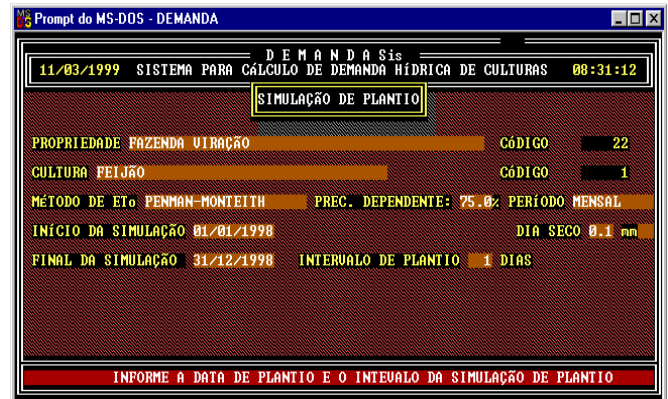 MS DOS Prompt do MS-DOS - DEMANDA
D E M A N D A Sis
11/03/1999 SISTEMA PARA CáLCULO DE DEMANDA HíDRICA DE CULTURAS 08:31:12
SIMULAÇãO DE PLANTIO
PROPRIEDADE FAZENDA VIRAÇãO CóDIGO 22
CULTURA FEIJãO CóDIGO 1
MéTODO DE ETo PENMAN-MONTEITH PREC. DEPENDENTE: 75.0% PERíODO MENSAL
INíCIO DA SIMULAÇãO 01/01/1998 DIA SECO 0.1 mm
FINAL DA SIMULAÇãO 31/12/1998 INTERVALO DE PLANTIO 1 DIAS
INFORME A DATA DE PLANTIO E O INTEVALO DA SIMULAÇãO DE PLANTIO